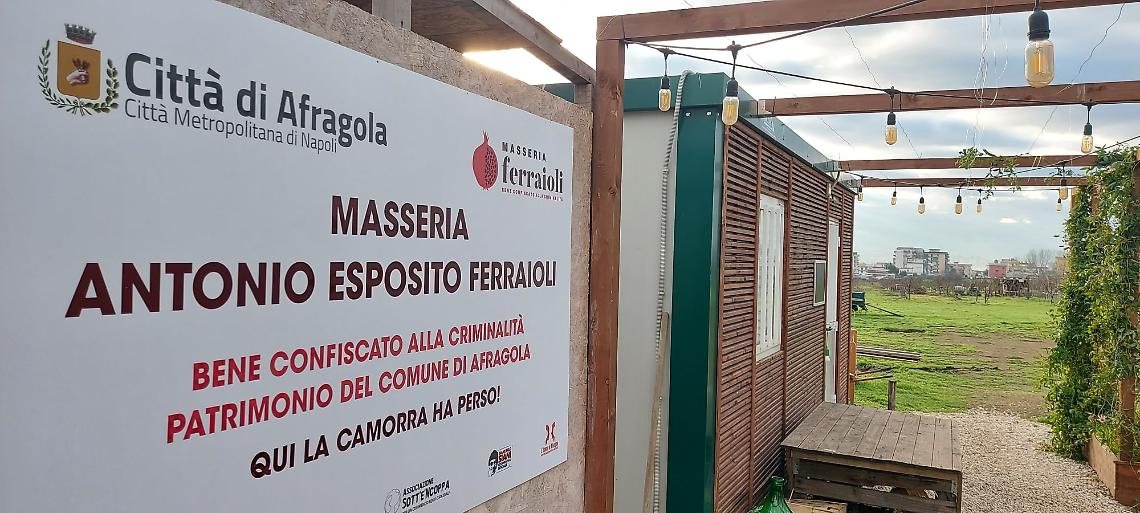 Città di Afragola
Città Metropolitana di Napoli
MASSERIA
ferraioli
MASSERIA
ANTONIO ESPOSITO FERRAIOLI
BENE CONFISCATO ALLA CRIMINALITÀ
PATRIMONIO DEL COMUNE DI AFRAGOLA
QUI LA CAMORRA HA PERSO!
ASSOCIAZIONE
SOTT'E'NCOPPA